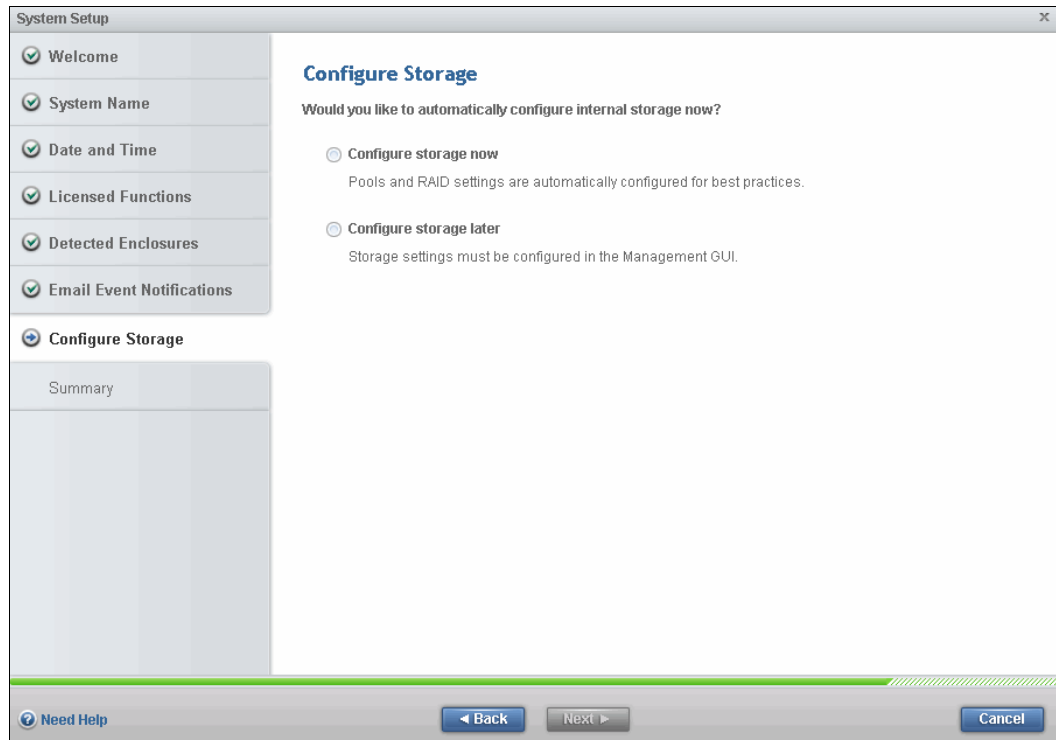 System Setup
x
Welcome
System Name
Date and Time
Licensed Functions
Detected Enclosures
Email Event Notifications
Configure Storage
Summary
Configure Storage
Would you like to automatically configure internal storage now?
Configure storage now
Pools and RAID settings are automatically configured for best practices.
Configure storage later
Storage settings must be configured in the Management GUI.
Need Help
Back
Next
Cancel